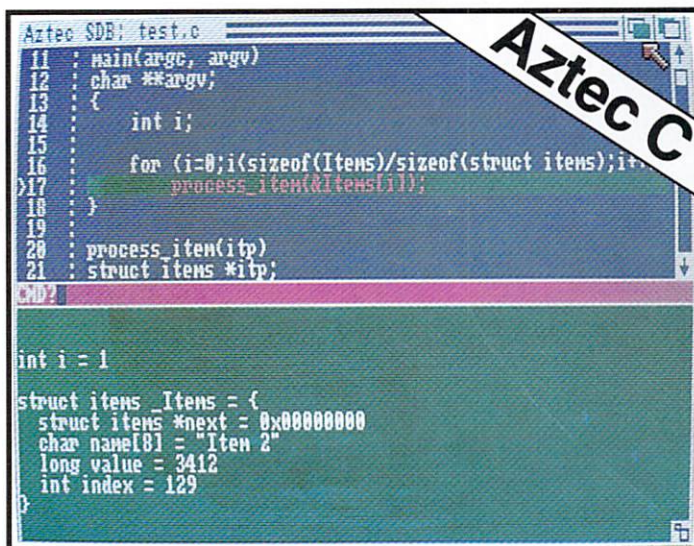 Aztec SDB: test.c
Aztec C
11 : main(argc, argv)
12 : char **argv;
13 : {
14 : int i;
15 :
16 : for (i=0;i<sizeof(Items)/sizeof(struct items);i++
>17 process_item(&Items[i]);
18 : }
19 :
20 : process_item(itp)
21 : struct items *itp;
CMD?
int i = 1
struct items _Items = {
struct items *next = 0x00000000
char name[8] = "Item 2"
long value = 3412
int index = 129
}